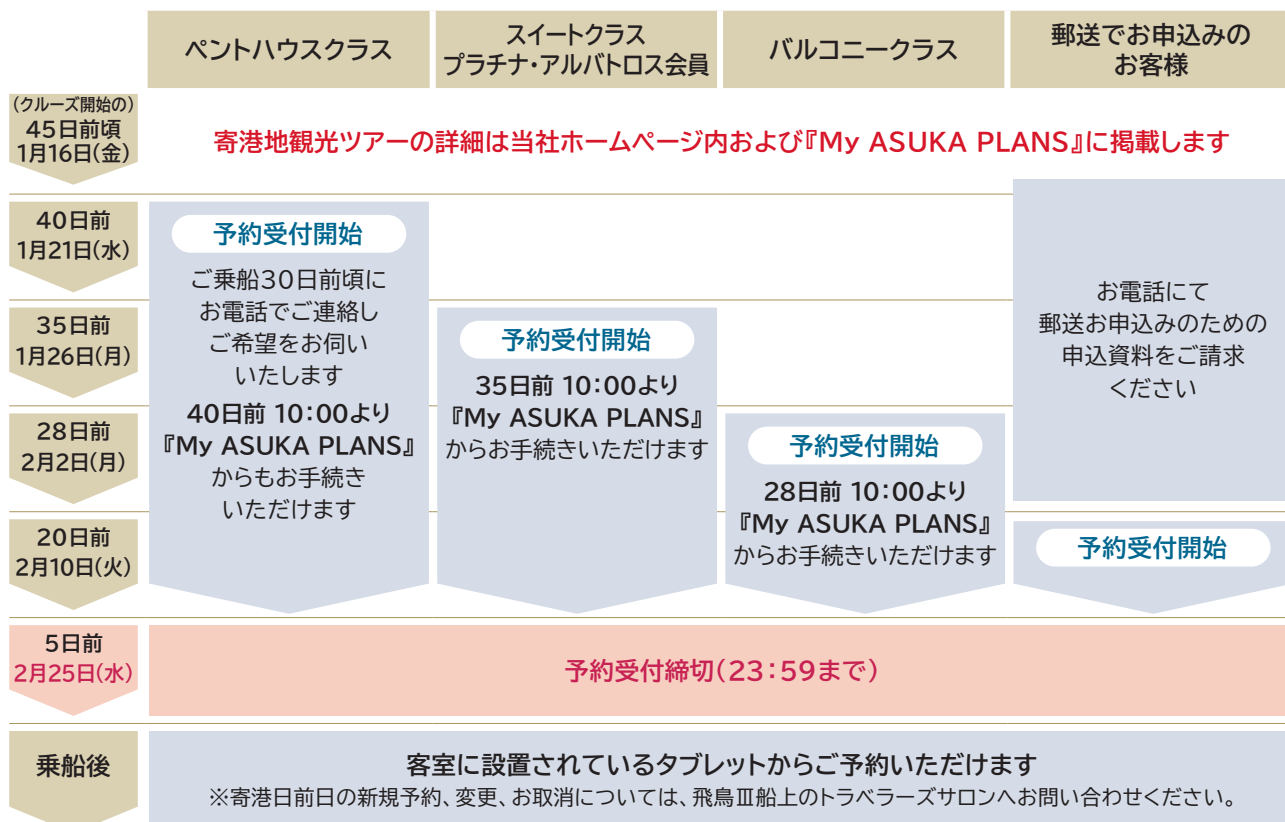 ペントハウスクラス
スイートクラス
プラチナ・アルバトロス会員
バルコニークラス
郵送でお申込みの
お客様
(クルーズ開始の)
45日前頃
1月16日(金)
寄港地観光ツアーの詳細は当社ホームページ内および『My ASUKA PLANS』に掲載します
40日前
1月21日(水)
35日前
1月26日(月)
28日前
2月2日(月)
20日前
2月10日(火)
予約受付開始
ご乗船30日前頃に
お電話でご連絡し
ご希望をお伺い
いたします
40日前 10:00より
『My ASUKA PLANS』
からもお手続き
いただけます
予約受付開始
35日前 10:00より
『My ASUKA PLANS』
からお手続きいただけます
予約受付開始
28日前 10:00より
『My ASUKA PLANS』
からお手続きいただけます
お電話にて
郵送お申込みのための
申込資料をご請求
ください
予約受付開始
5日前
2月25日(水)
予約受付締切(23:59まで)
乗船後
客室に設置されているタブレットからご予約いただけます
※寄港日前日の新規予約、変更、お取消については、飛鳥Ⅲ船上のトラベラーズサロンへお問い合わせください。